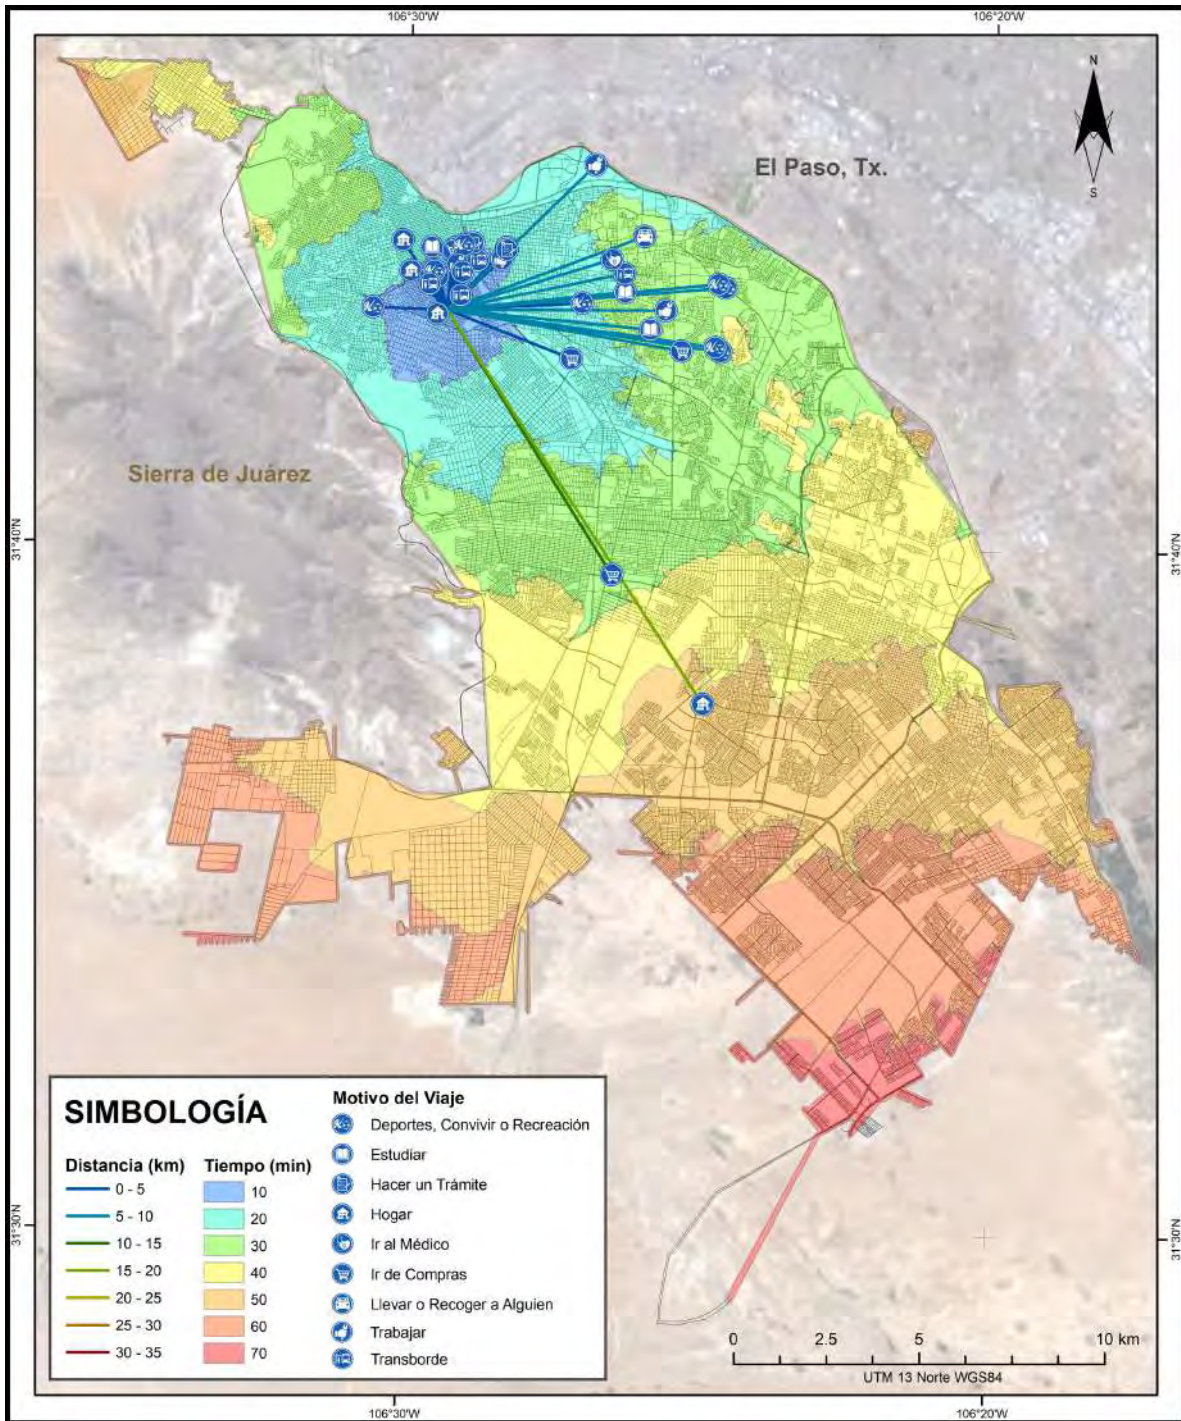 106°30'W
106°20'W
N
S
El Paso, Tx.
Sierra de Juárez
31°40'N
31°40'N
SIMBOLOGÍA
Distancia (km)
0 - 5
5 - 10
10 - 15
15 - 20
20 - 25
25 - 30
30 - 35
Tiempo (min)
10
20
30
40
50
60
70
Motivo del Viaje
Deportes, Convivir o Recreación
Estudiar
Hacer un Trámite
Hogar
Ir al Médico
Ir de Compras
Llevar o Recoger a Alguien
Trabajar
Transborde
31°30'N
31°30'N
0 2.5 5 10 km
UTM 13 Norte WGS84
106°30'W
106°20'W